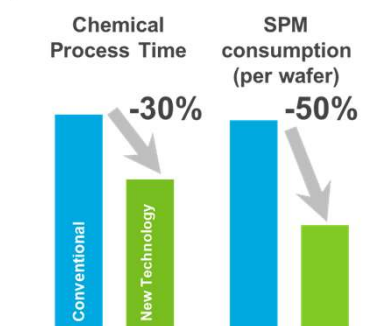 Chemical
Process Time
SPM
consumption
(per wafer)
-30%
-50%
Conventional
New Technology